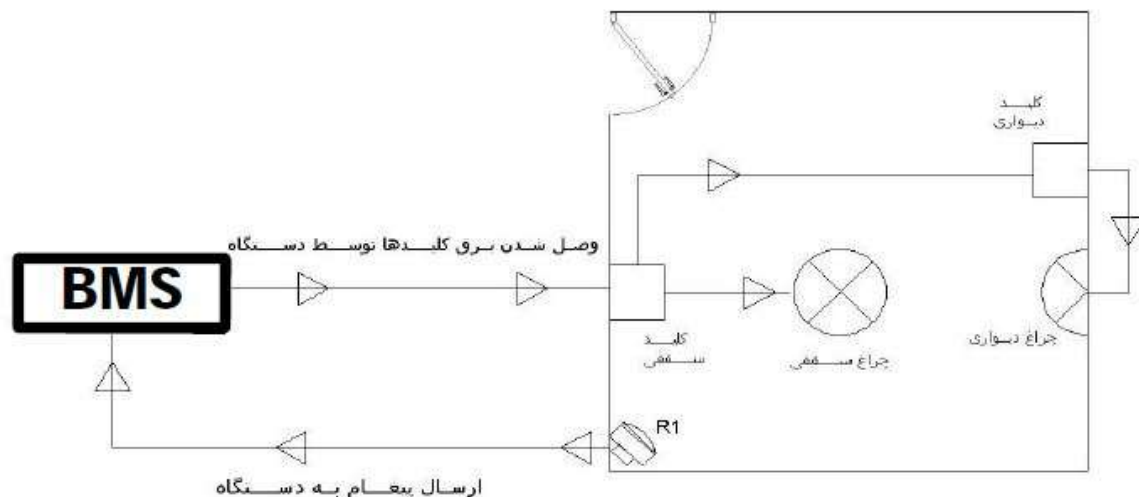 کلید
دیواری
وصل شدن برق کلیدها توسط دستگاه
BMS
کلید
سقفی
چراغ سقفی
چراغ دیواری
R1
ارسال پیغام به دستگاه